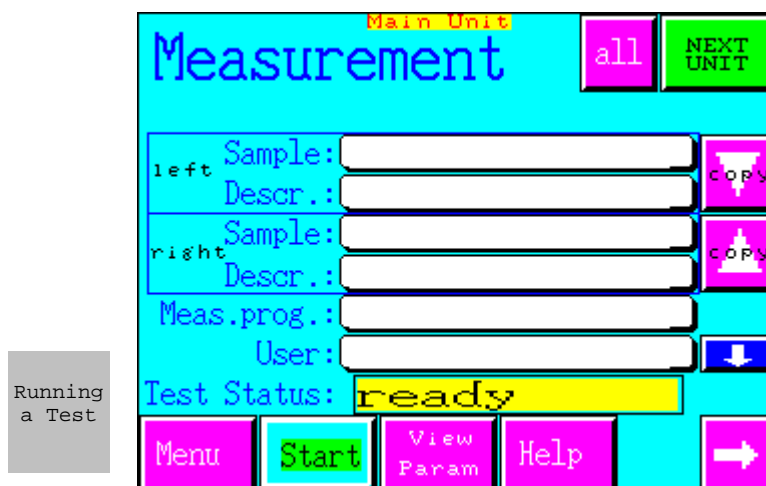 Main Unit
Measurement
all
NEXT
UNIT
left
Sample:
copy
Descr.:
right
Sample:
copy
Descr.:
Meas.prog.:
User:
Running
a Test
Test Status: ready
Menu
Start
View
Param
Help